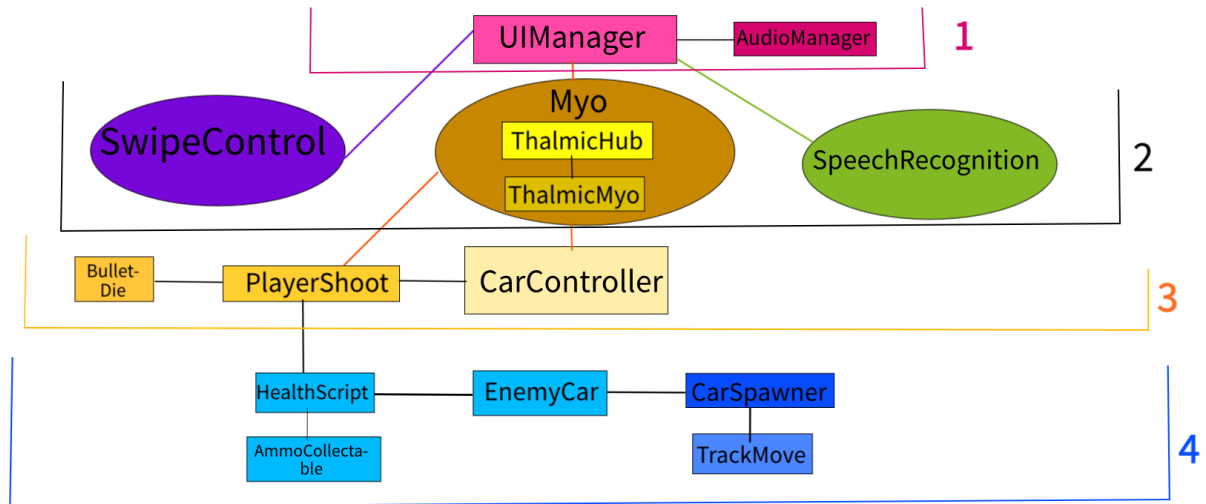 UIManager
AudioManager
1
SwipeControl
Myo
ThalmicHub
ThalmicMyo
SpeechRecognition
2
Bullet-
Die
PlayerShoot
CarController
3
HealthScript
EnemyCar
CarSpawner
AmmoCollecta-
ble
TrackMove
4